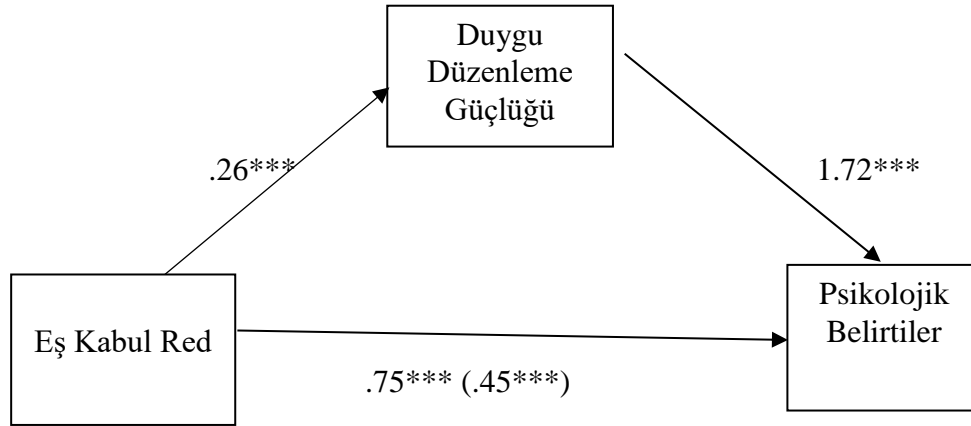 Duygu
Düzenleme
Güçlüğü
.26***
1.72***
Eş Kabul Red
Psikolojik
Belirtiler
.75*** (.45***)